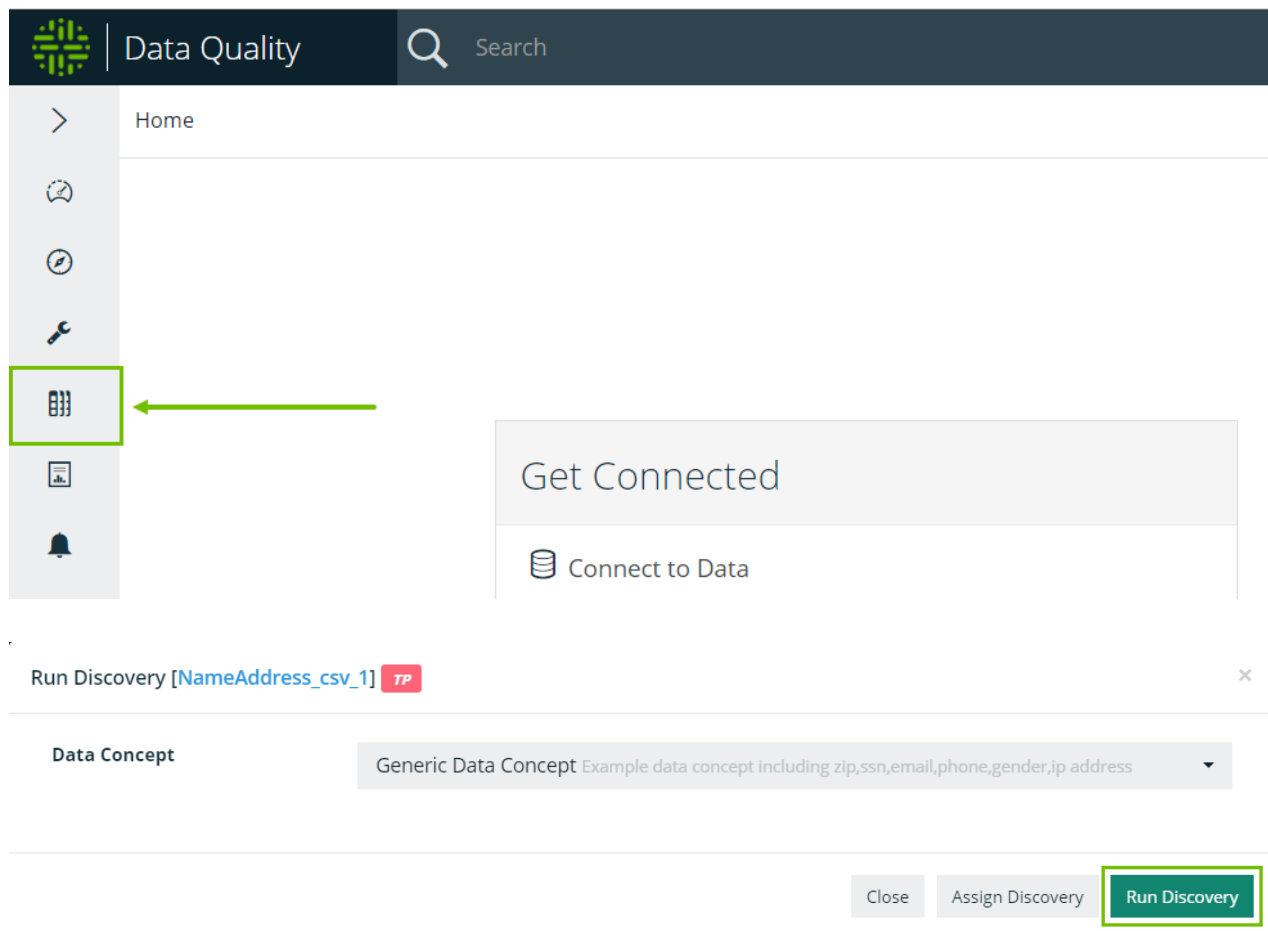 Data Quality
Search
Home
Get Connected
Connect to Data
Run Discovery [NameAddress_csv_1] TP ×
Data Concept
Generic Data Concept Example data concept including zip,ssn,email,phone,gender,ip address
Close Assign Discovery Run Discovery